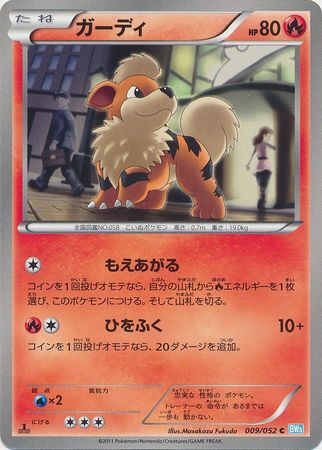 たね ガーディ HP80
全国図鑑NO.058 こいぬポケモン 高さ:0.7m 重さ:19.0kg
もえあがる
コインを1回投げオモテなら、自分の山札から エネルギーを1枚
選び、このポケモンにつける。そして山札を切る。
ひをふく 10+
コインを1回投げオモテなら、20ダメージを追加。
弱点 抵抗力
×2
にげる
忠実な 性格の ポケモン。
トレーナーの 命令が あるまでは
一歩も 動かない。
1 Illus.Masakazu Fukuda BW3 009/052 C
©2011 Pokémon/Nintendo/Creatures/GAME FREAK.